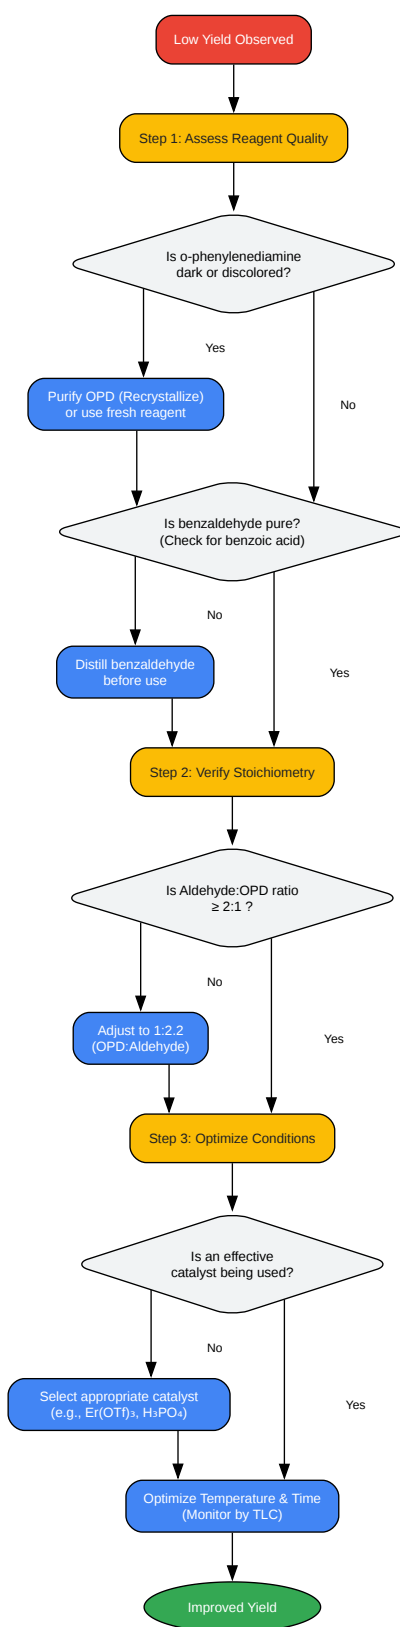 Low Yield Observed
Step 1: Assess Reagent Quality
Is o-phenylenediamine
dark or discolored?
Yes
Purify OPD (Recrystallize)
or use fresh reagent
No
Is benzaldehyde pure?
(Check for benzoic acid)
No
Distill benzaldehyde
before use
Yes
Step 2: Verify Stoichiometry
Is Aldehyde:OPD ratio
≥ 2:1 ?
No
Adjust to 1:2.2
(OPD:Aldehyde)
Yes
Step 3: Optimize Conditions
Is an effective
catalyst being used?
No
Select appropriate catalyst
(e.g., Er(OTf)₃, H₃PO₄)
Yes
Optimize Temperature & Time
(Monitor by TLC)
Improved Yield